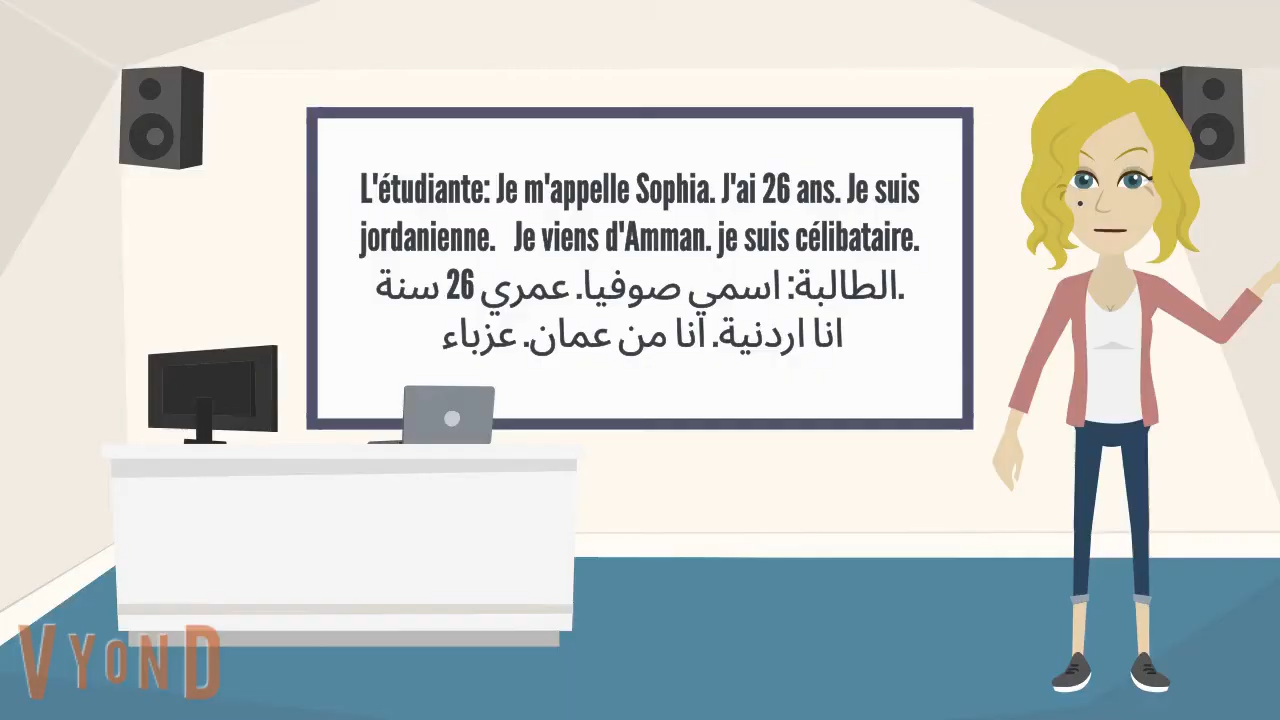 L'étudiante: Je m'appelle Sophia. J'ai 26 ans. Je suis
jordanienne. Je viens d'Amman. je suis célibataire.
الطالبة: اسمي صوفيا. عمري 26 سنة.
انا اردنية. انا من عمان. عزباء
VYOND